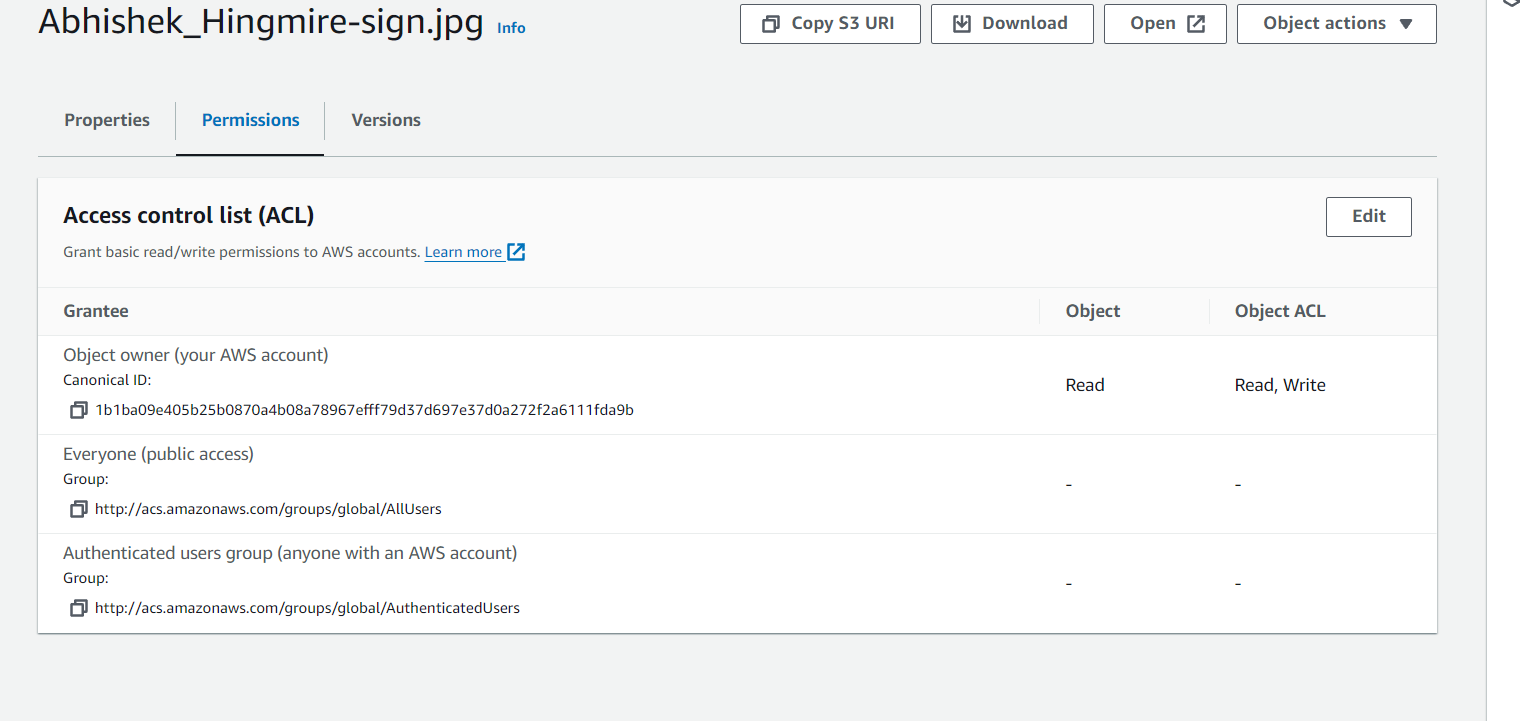 Abhishek_Hingmire-sign.jpg Info Copy S3 URI Download Open Object actions
Properties Permissions Versions
Access control list (ACL) Edit
Grant basic read/write permissions to AWS accounts. Learn more
Grantee Object Object ACL
Object owner (your AWS account)
Canonical ID:
Read Read, Write
1b1ba09e405b25b0870a4b08a78967efff79d37d697e37d0a272f2a6111fda9b
Everyone (public access)
Group:
- -
http://acs.amazonaws.com/groups/global/AllUsers
Authenticated users group (anyone with an AWS account)
Group:
- -
http://acs.amazonaws.com/groups/global/AuthenticatedUsers